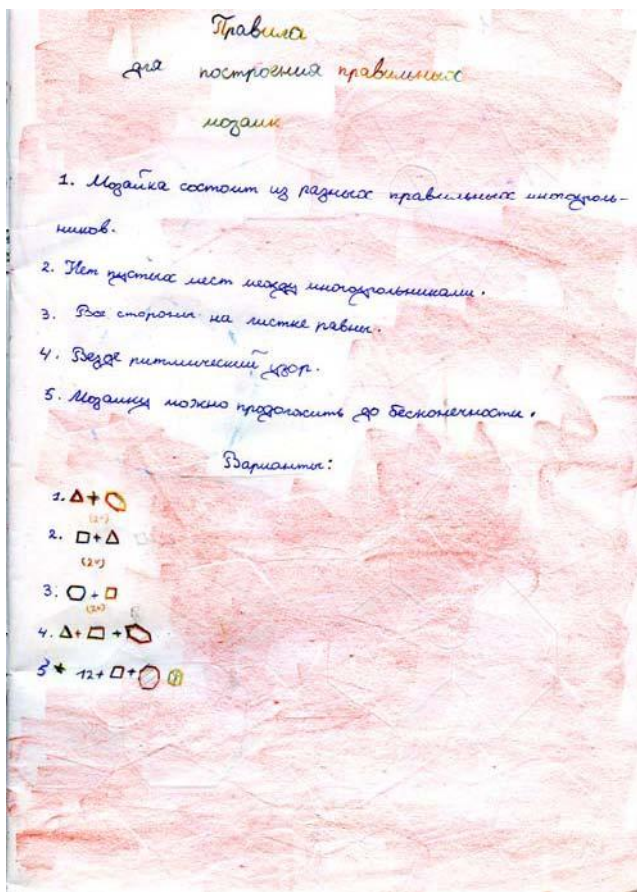 Правила
для построения правильных
мозаик
1. Мозайка состоит из разных правильных многоуголь-
ников.
2. Нет пустых мест между многоугольниками.
3. Все стороны на листке равны.
4. Везде ритмический узор.
5. Мозаику можно продолжить до бесконечности.
Варианты:
1. +
2. +
3. +
4. + +
5 12+ +